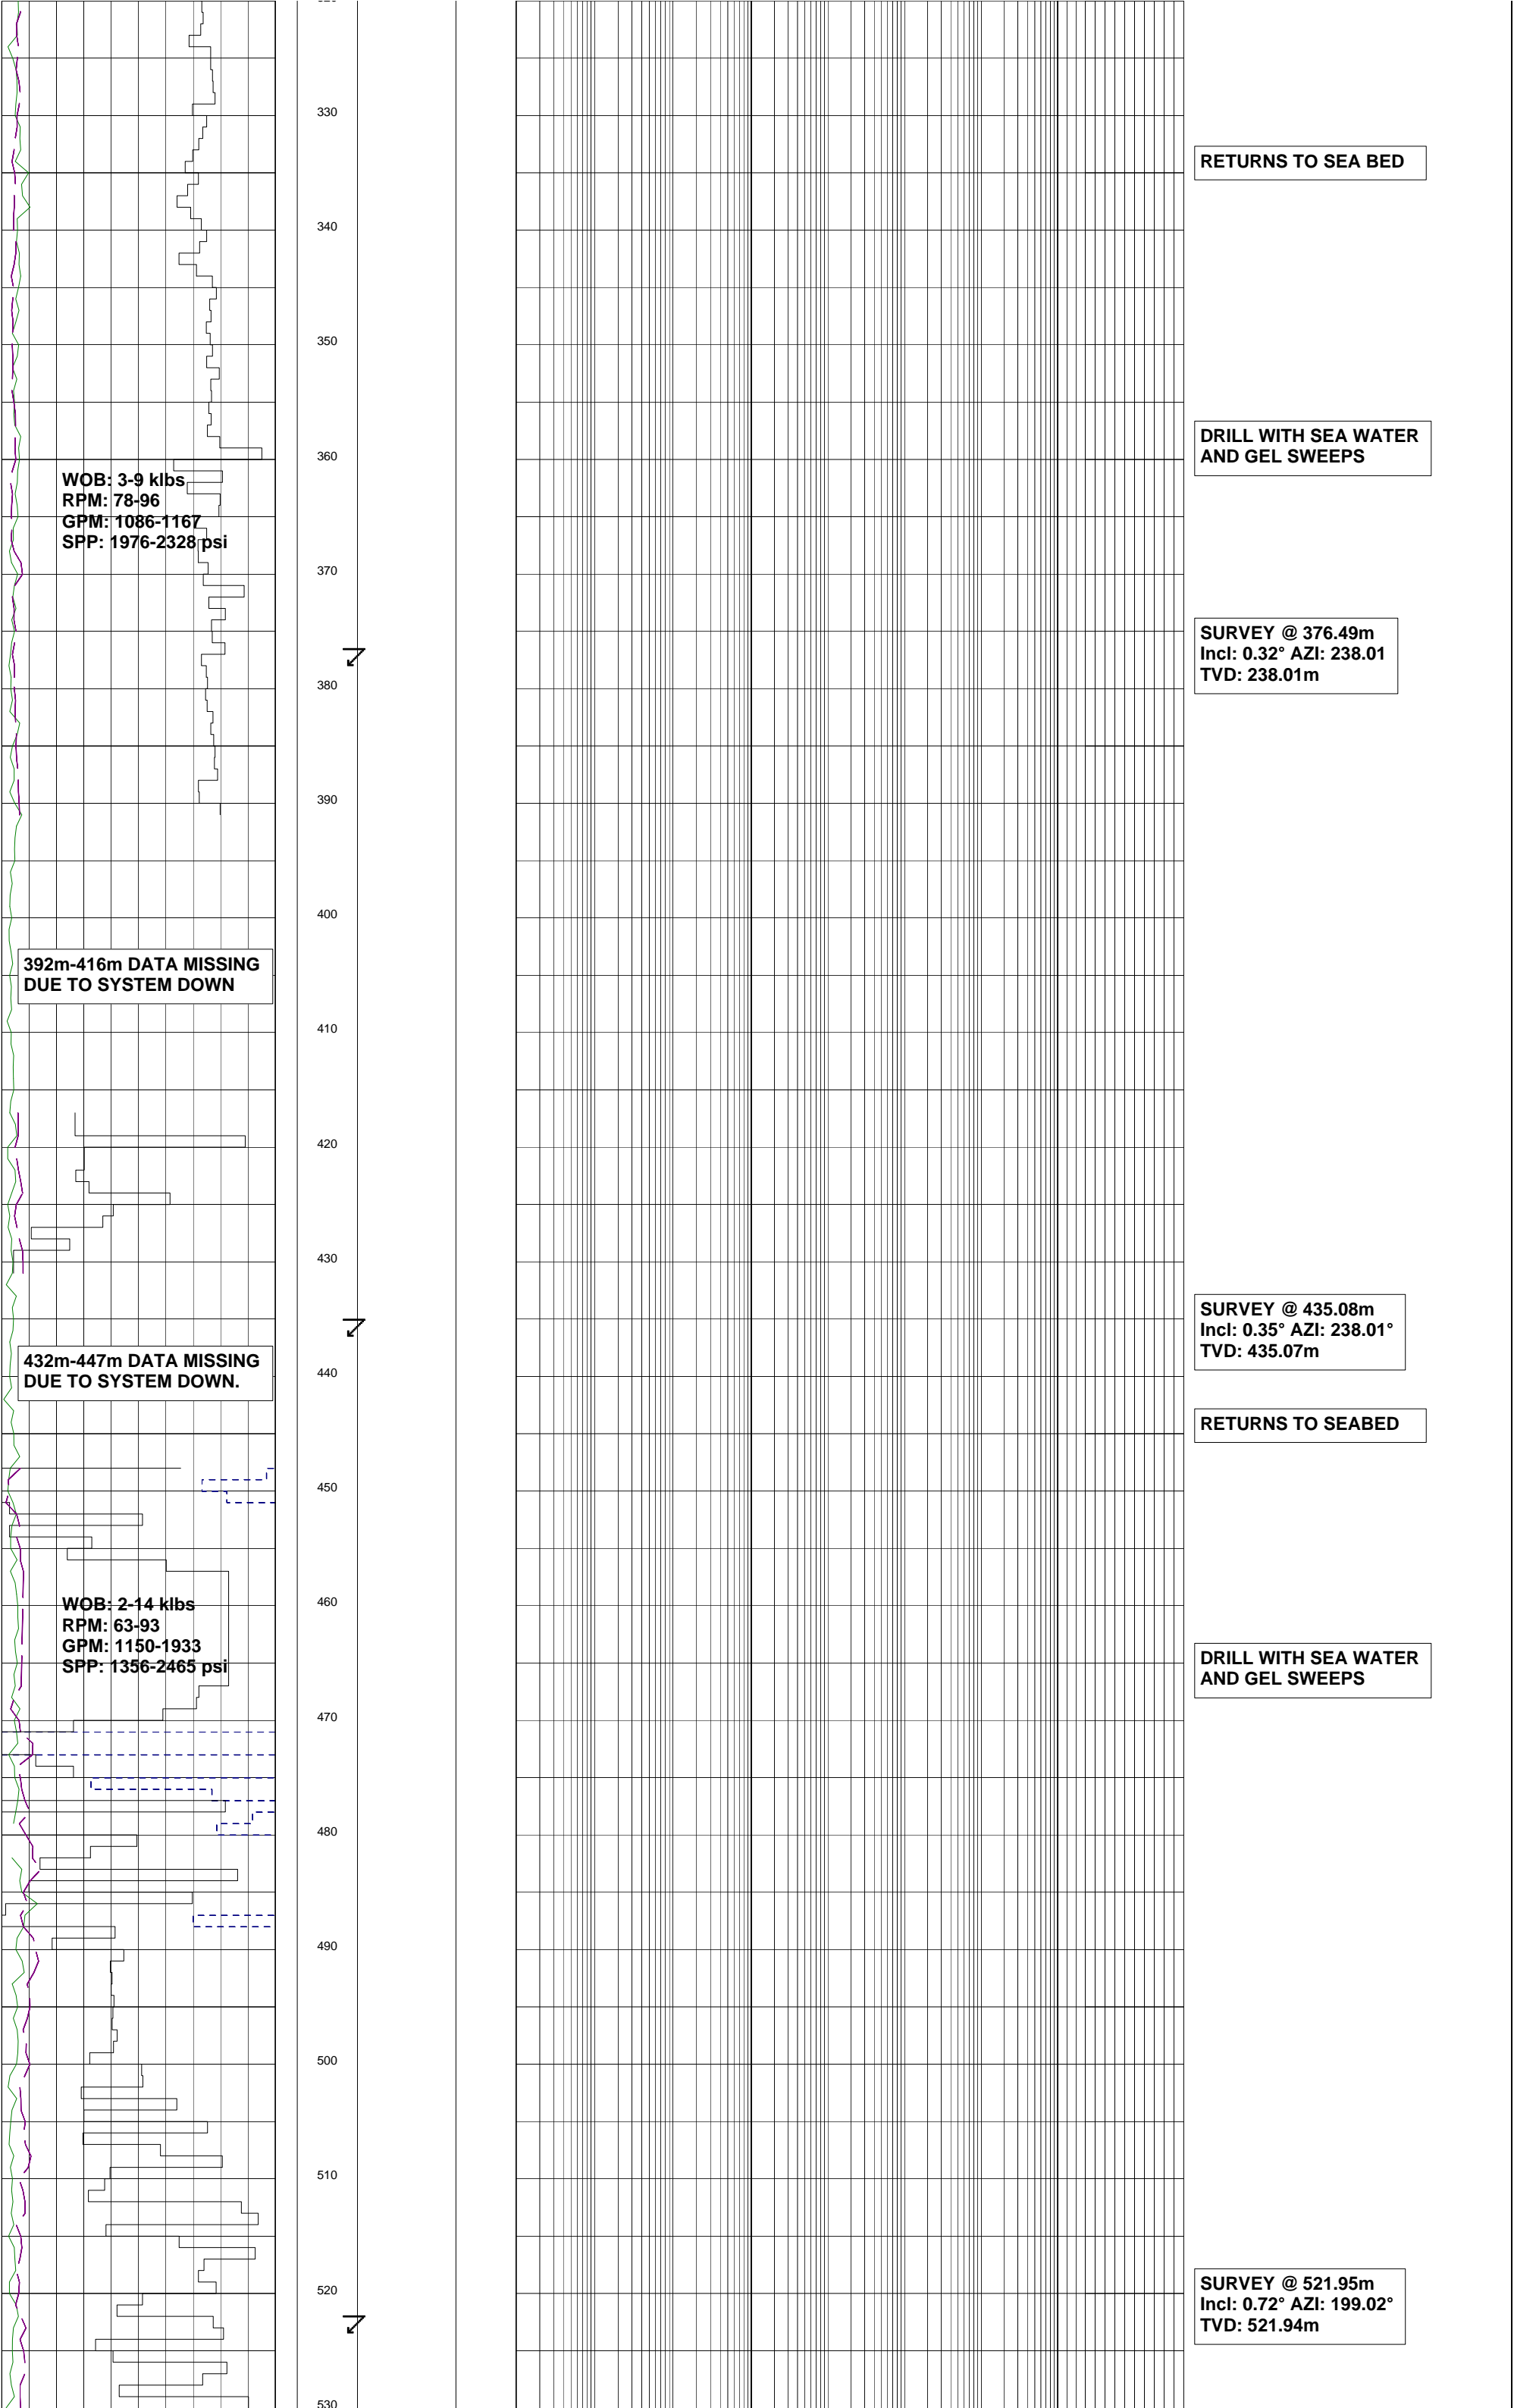 330
RETURNS TO SEA BED
340
350
DRILL WITH SEA WATER
AND GEL SWEEPS
360
WOB: 3-9 klbs
RPM: 78-96
GPM: 1086-1167
SPP: 1976-2328 psi
370
SURVEY @ 376.49m
Incl: 0.32° AZI: 238.01
TVD: 238.01m
380
390
400
392m-416m DATA MISSING
DUE TO SYSTEM DOWN
410
420
430
SURVEY @ 435.08m
Incl: 0.35° AZI: 238.01°
TVD: 435.07m
432m-447m DATA MISSING
DUE TO SYSTEM DOWN.
440
RETURNS TO SEABED
450
460
WOB: 2-14 klbs
RPM: 63-93
GPM: 1150-1933
SPP: 1356-2465 psi
DRILL WITH SEA WATER
AND GEL SWEEPS
470
480
490
500
510
520
SURVEY @ 521.95m
Incl: 0.72° AZI: 199.02°
TVD: 521.94m
530